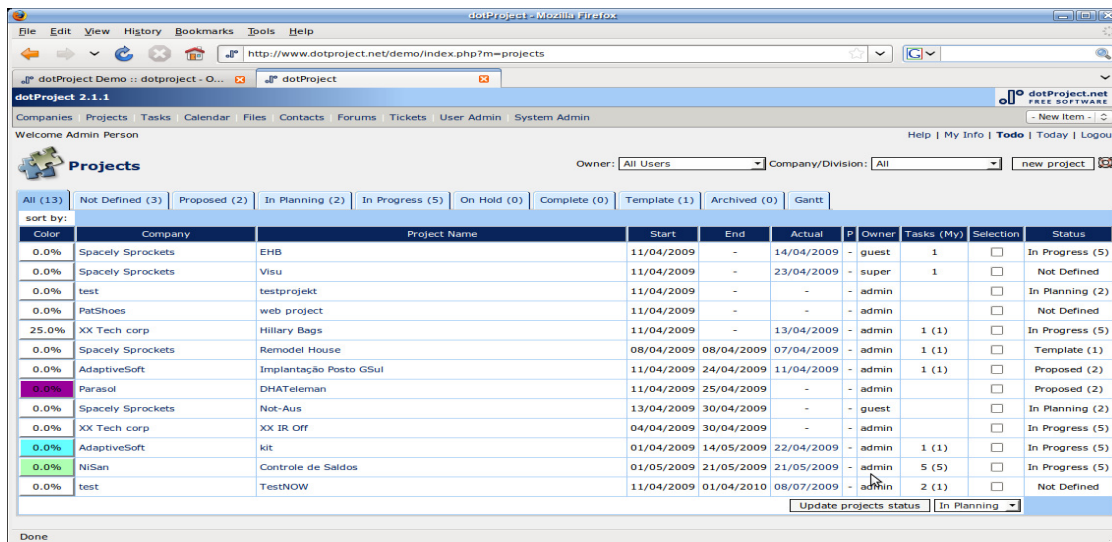 dotProject - Mozilla Firefox
File Edit View History Bookmarks Tools Help
http://www.dotproject.net/demo/index.php?m=projects
dotProject Demo :: dotproject - O... dotProject
dotProject 2.1.1 dotProject.net
FREE SOFTWARE
Companies Projects Tasks Calendar Files Contacts Forums Tickets User Admin System Admin - New Item -
Welcome Admin Person Help | My Info | Todo | Today | Logou
Projects Owner: All Users Company/Division: All new project
All (13) Not Defined (3) Proposed (2) In Planning (2) In Progress (5) On Hold (0) Complete (0) Template (1) Archived (0) Gantt
sort by:
Color Company Project Name Start End Actual P Owner Tasks (My) Selection Status
0.0% Spacely Sprockets EHB 11/04/2009 - 14/04/2009 - guest 1 In Progress (5)
0.0% Spacely Sprockets Visu 11/04/2009 - 23/04/2009 - super 1 Not Defined
0.0% test testprojekt 11/04/2009 - - - admin In Planning (2)
0.0% PatShoes web project 11/04/2009 - - - admin Not Defined
25.0% XX Tech corp Hillary Bags 11/04/2009 - 13/04/2009 - admin 1 (1) In Progress (5)
0.0% Spacely Sprockets Remodel House 08/04/2009 08/04/2009 07/04/2009 - admin 1 (1) Template (1)
0.0% AdaptiveSoft Implantação Posto GSul 11/04/2009 24/04/2009 11/04/2009 - admin 1 (1) Proposed (2)
0.0% Parasol DHATeleman 11/04/2009 25/04/2009 - - admin Proposed (2)
0.0% Spacely Sprockets Not-Aus 13/04/2009 30/04/2009 - - guest In Planning (2)
0.0% XX Tech corp XX IR Off 04/04/2009 30/04/2009 - - admin In Progress (5)
0.0% AdaptiveSoft kit 01/04/2009 14/05/2009 22/04/2009 - admin 1 (1) In Progress (5)
0.0% NiSan Controle de Saldos 01/05/2009 21/05/2009 21/05/2009 - admin 5 (5) In Progress (5)
0.0% test TestNOW 11/04/2009 01/04/2010 08/07/2009 - admin 2 (1) Not Defined
Update projects status In Planning
Done